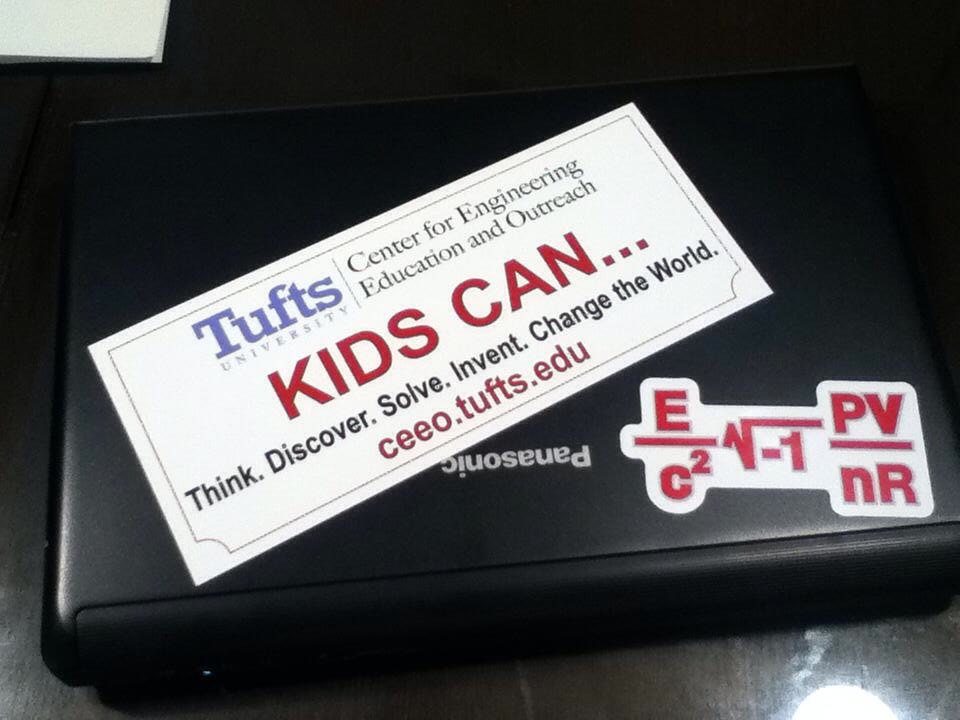 Tufts
UNIVERSITY
Center for Engineering
Education and Outreach
KIDS CAN...
Think. Discover. Solve. Invent. Change the World.
ceeo.tufts.edu
Panasonic
E/c² √-1 PV/nR